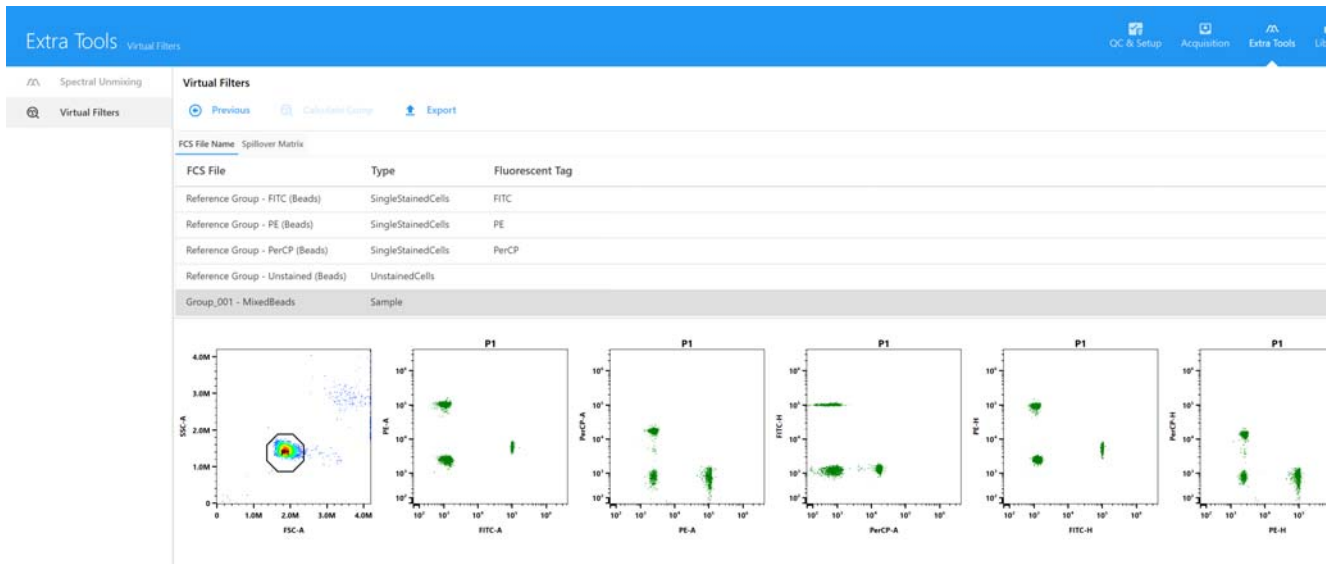 Extra Tools Virtual Filters
QC & Setup Acquisition Extra Tools
Spectral Unmixing
Virtual Filters
Virtual Filters
Previous Export
FCS File Name Spillover Matrix
FCS File Type Fluorescent Tag
Reference Group - FITC (Beads) SingleStainedCells FITC
Reference Group - PE (Beads) SingleStainedCells PE
Reference Group - PerCP (Beads) SingleStainedCells PerCP
Reference Group - Unstained (Beads) UnstainedCells
Group_001 - MixedBeads Sample
P1 P1 P1 P1 P1
4.0M
3.0M
2.0M
1.0M
0
SSC-A
0 1.0M 2.0M 3.0M 4.0M
FSC-A
PE-A
FITC-A
PerCP-A
PE-A
FITC-H
PerCP-A
PE-H
FITC-H
PerCP-H
PE-H